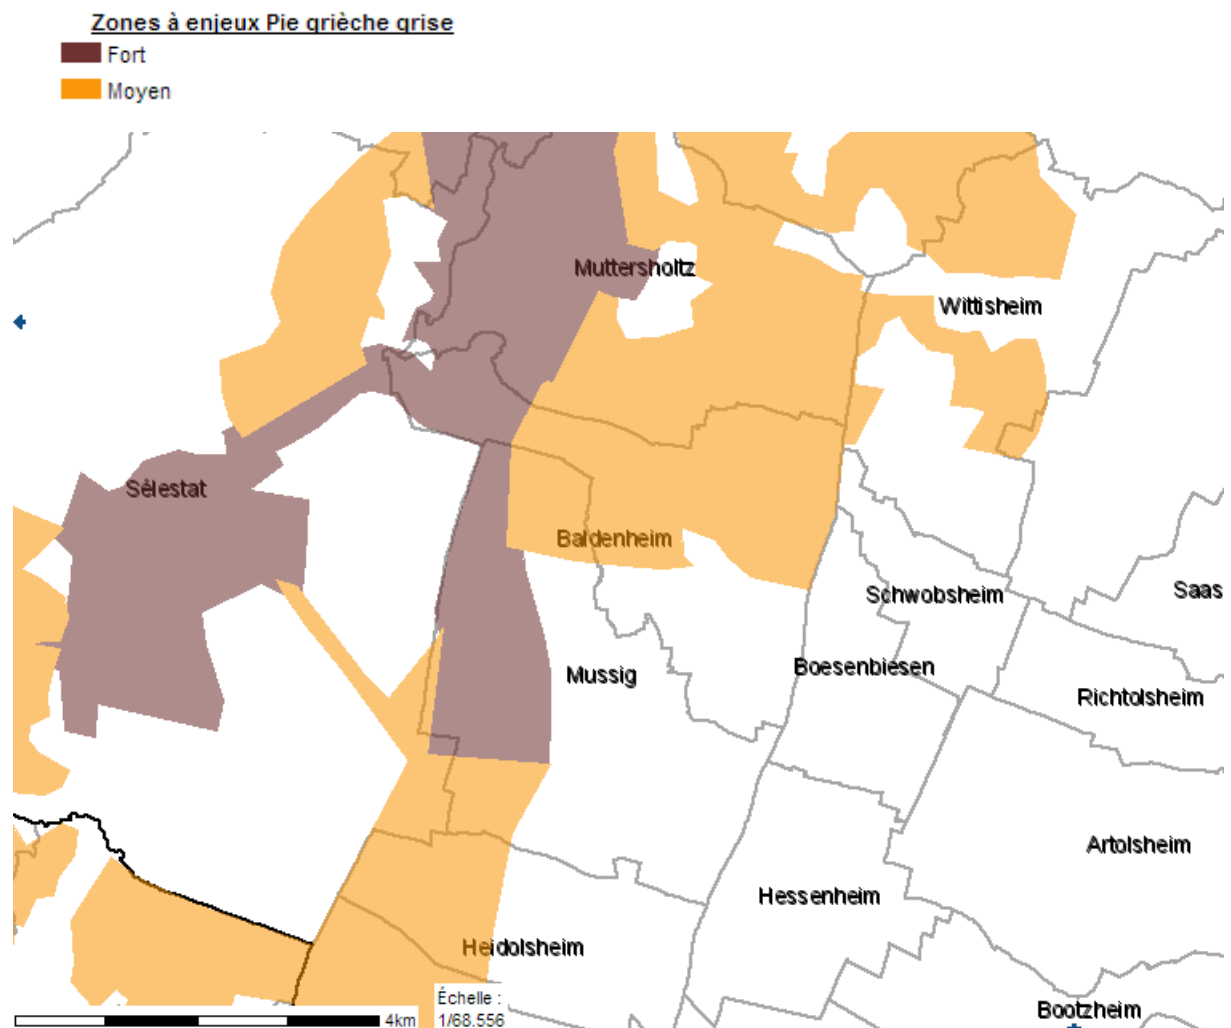 Zones à enjeux Pie grièche grise
Fort
Moyen
Muttersholtz
Wittisheim
Sélestat
Baldenheim
Schwobsheim
Saas
Mussig
Boesenbiesen
Richtolsheim
Artolsheim
Hessenheim
Heidolsheim
Bootzheim
4km
Échelle :
1/68.556